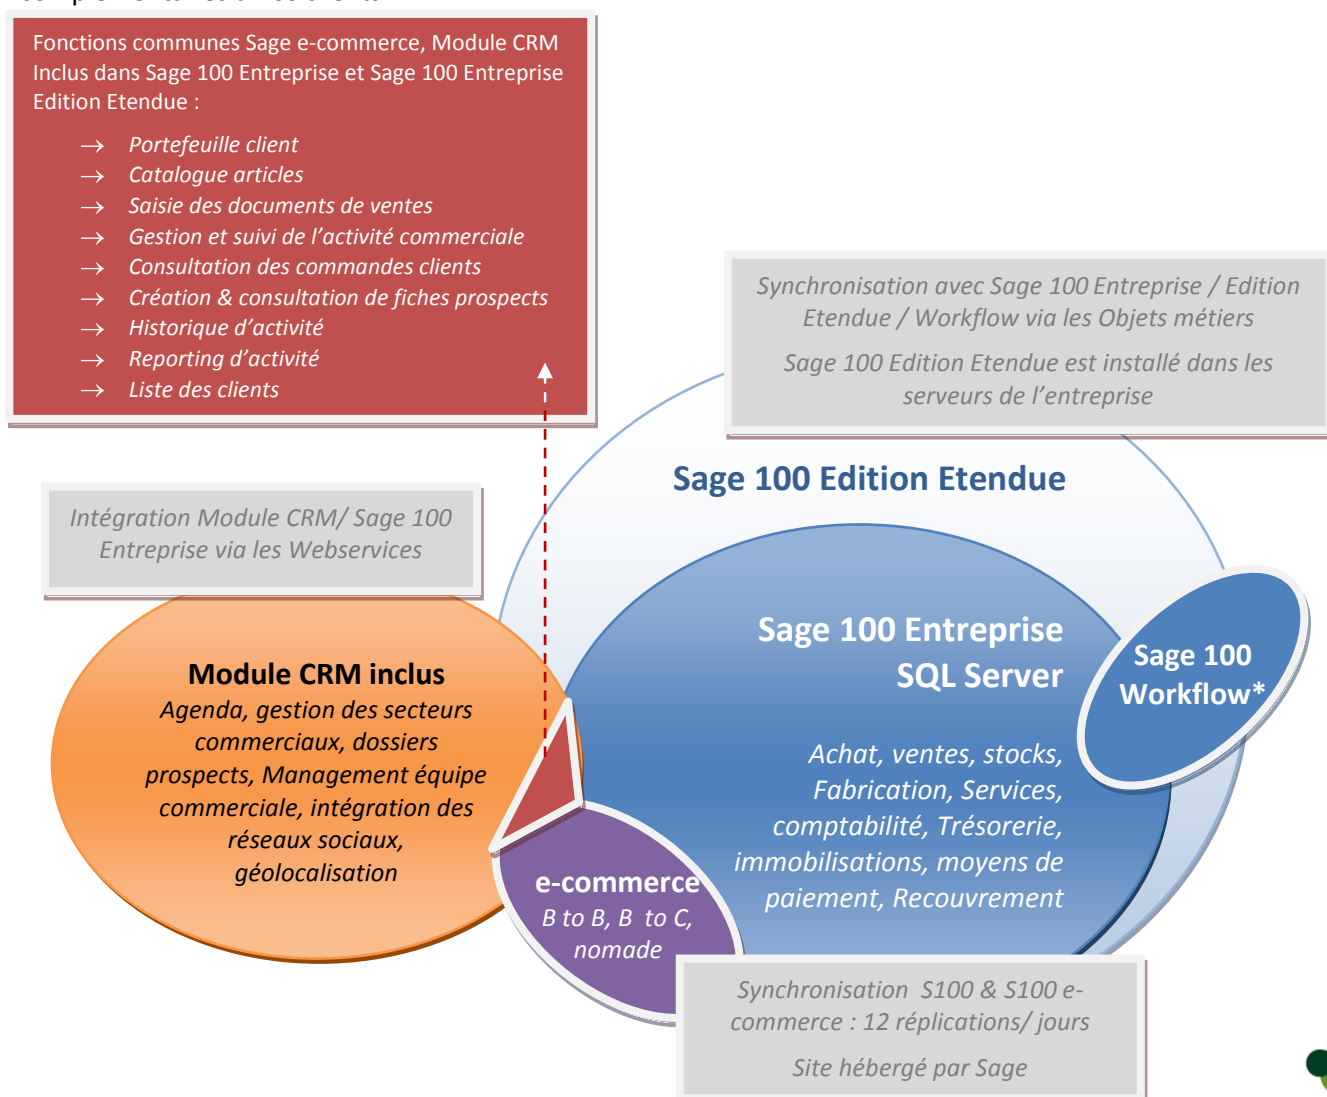 Fonctions communes Sage e-commerce, Module CRM
Inclus dans Sage 100 Entreprise et Sage 100 Entreprise
Edition Etendue :
→ Portefeuille client
→ Catalogue articles
→ Saisie des documents de ventes
→ Gestion et suivi de l’activité commerciale
→ Consultation des commandes clients
→ Création & consultation de fiches prospects
→ Historique d’activité
→ Reporting d’activité
→ Liste des clients
Synchronisation avec Sage 100 Entreprise / Edition
Etendue / Workflow via les Objets métiers
Sage 100 Edition Etendue est installé dans les
serveurs de l’entreprise
Sage 100 Edition Etendue
Intégration Module CRM/ Sage 100
Entreprise via les Webservices
Sage 100 Entreprise
SQL Server
Achat, ventes, stocks,
Fabrication, Services,
comptabilité, Trésorerie,
immobilisations, moyens de
paiement, Recouvrement
Sage 100
Workflow*
Module CRM inclus
Agenda, gestion des secteurs
commerciaux, dossiers
prospects, Management équipe
commerciale, intégration des
réseaux sociaux,
géolocalisation
e-commerce
B to B, B to C,
nomade
Synchronisation S100 & S100 e-
commerce : 12 réplications/ jours
Site hébergé par Sage